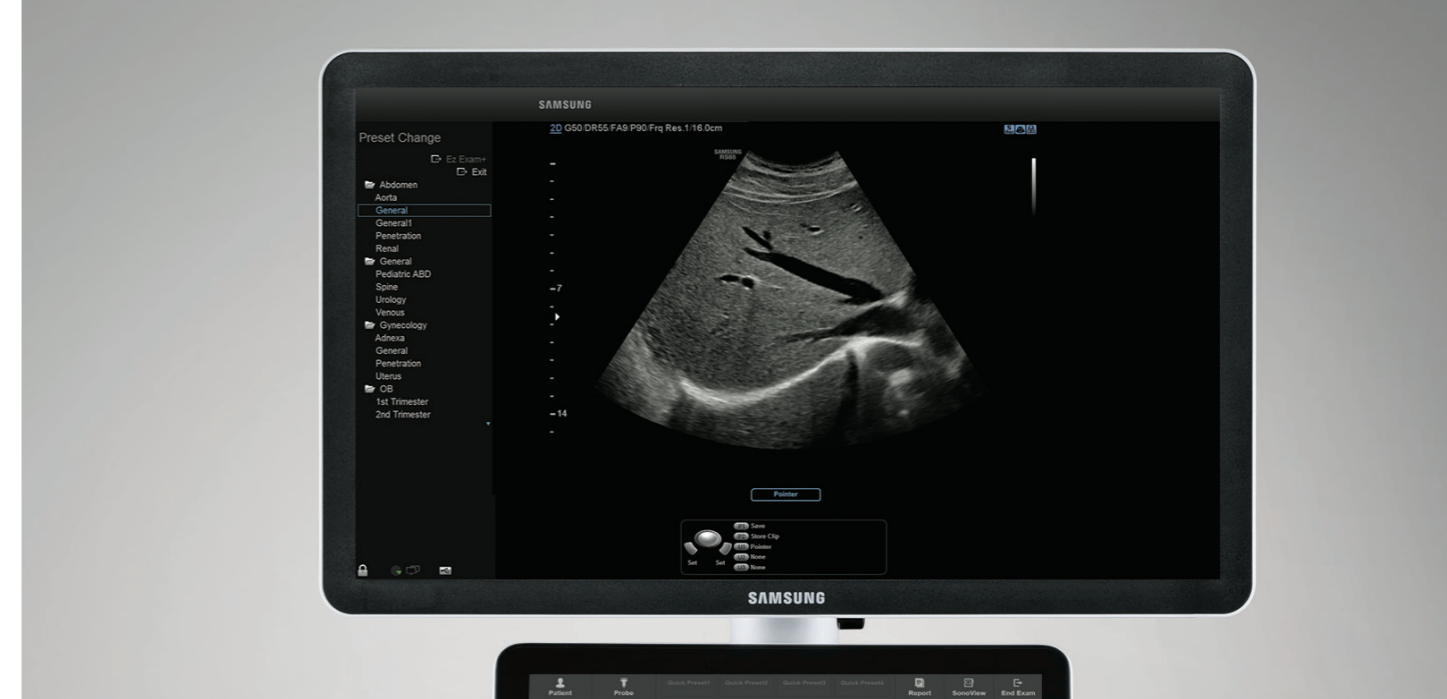 SAMSUNG
Preset Change
2D G50/DR55/FA9/P90/Frq Res.1/16.0cm
SAMSUNG
RS80
Ez Exam+
Exit
Abdomen
Aorta
General
General1
Penetration
Renal
General
Pediatric ABD
Spine
Urology
Venous
Gynecology
Adnexa
General
Penetration
Uterus
OB
1st Trimester
2nd Trimester
7
14
Pointer
Save
Store Clip
Pointer
None
None
Set Set
SAMSUNG
Patient Probe Quick Preset1 Quick Preset2 Quick Preset3 Quick Preset4 Report SonoView End Exam